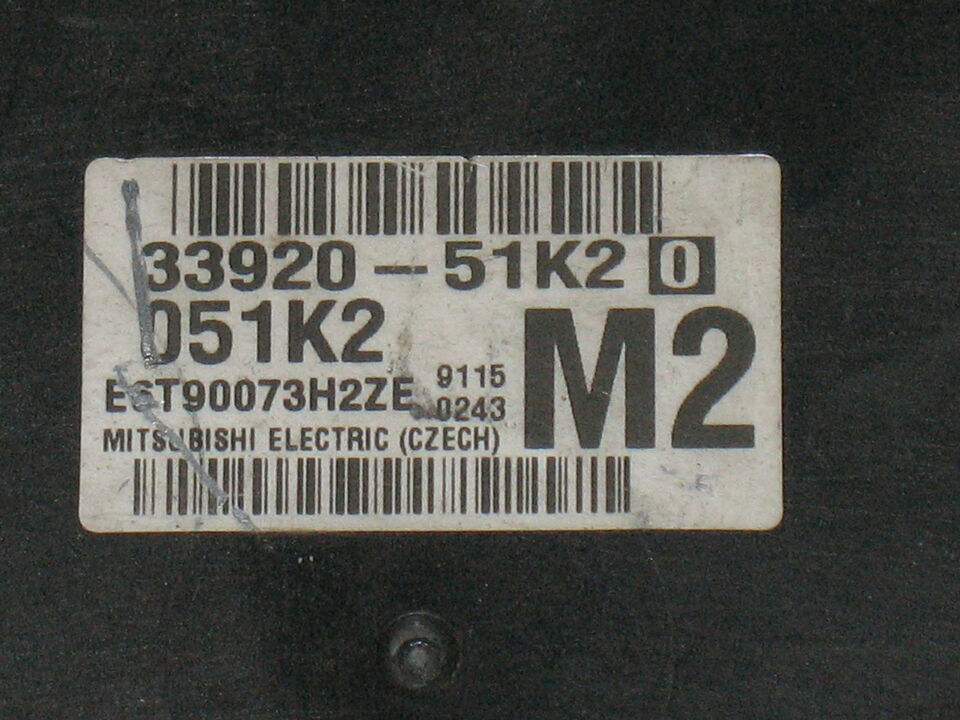 33920-51K2 0
051K2
E6T90073H2ZE 9115
0243
MITSUBISHI ELECTRIC (CZECH)
M2